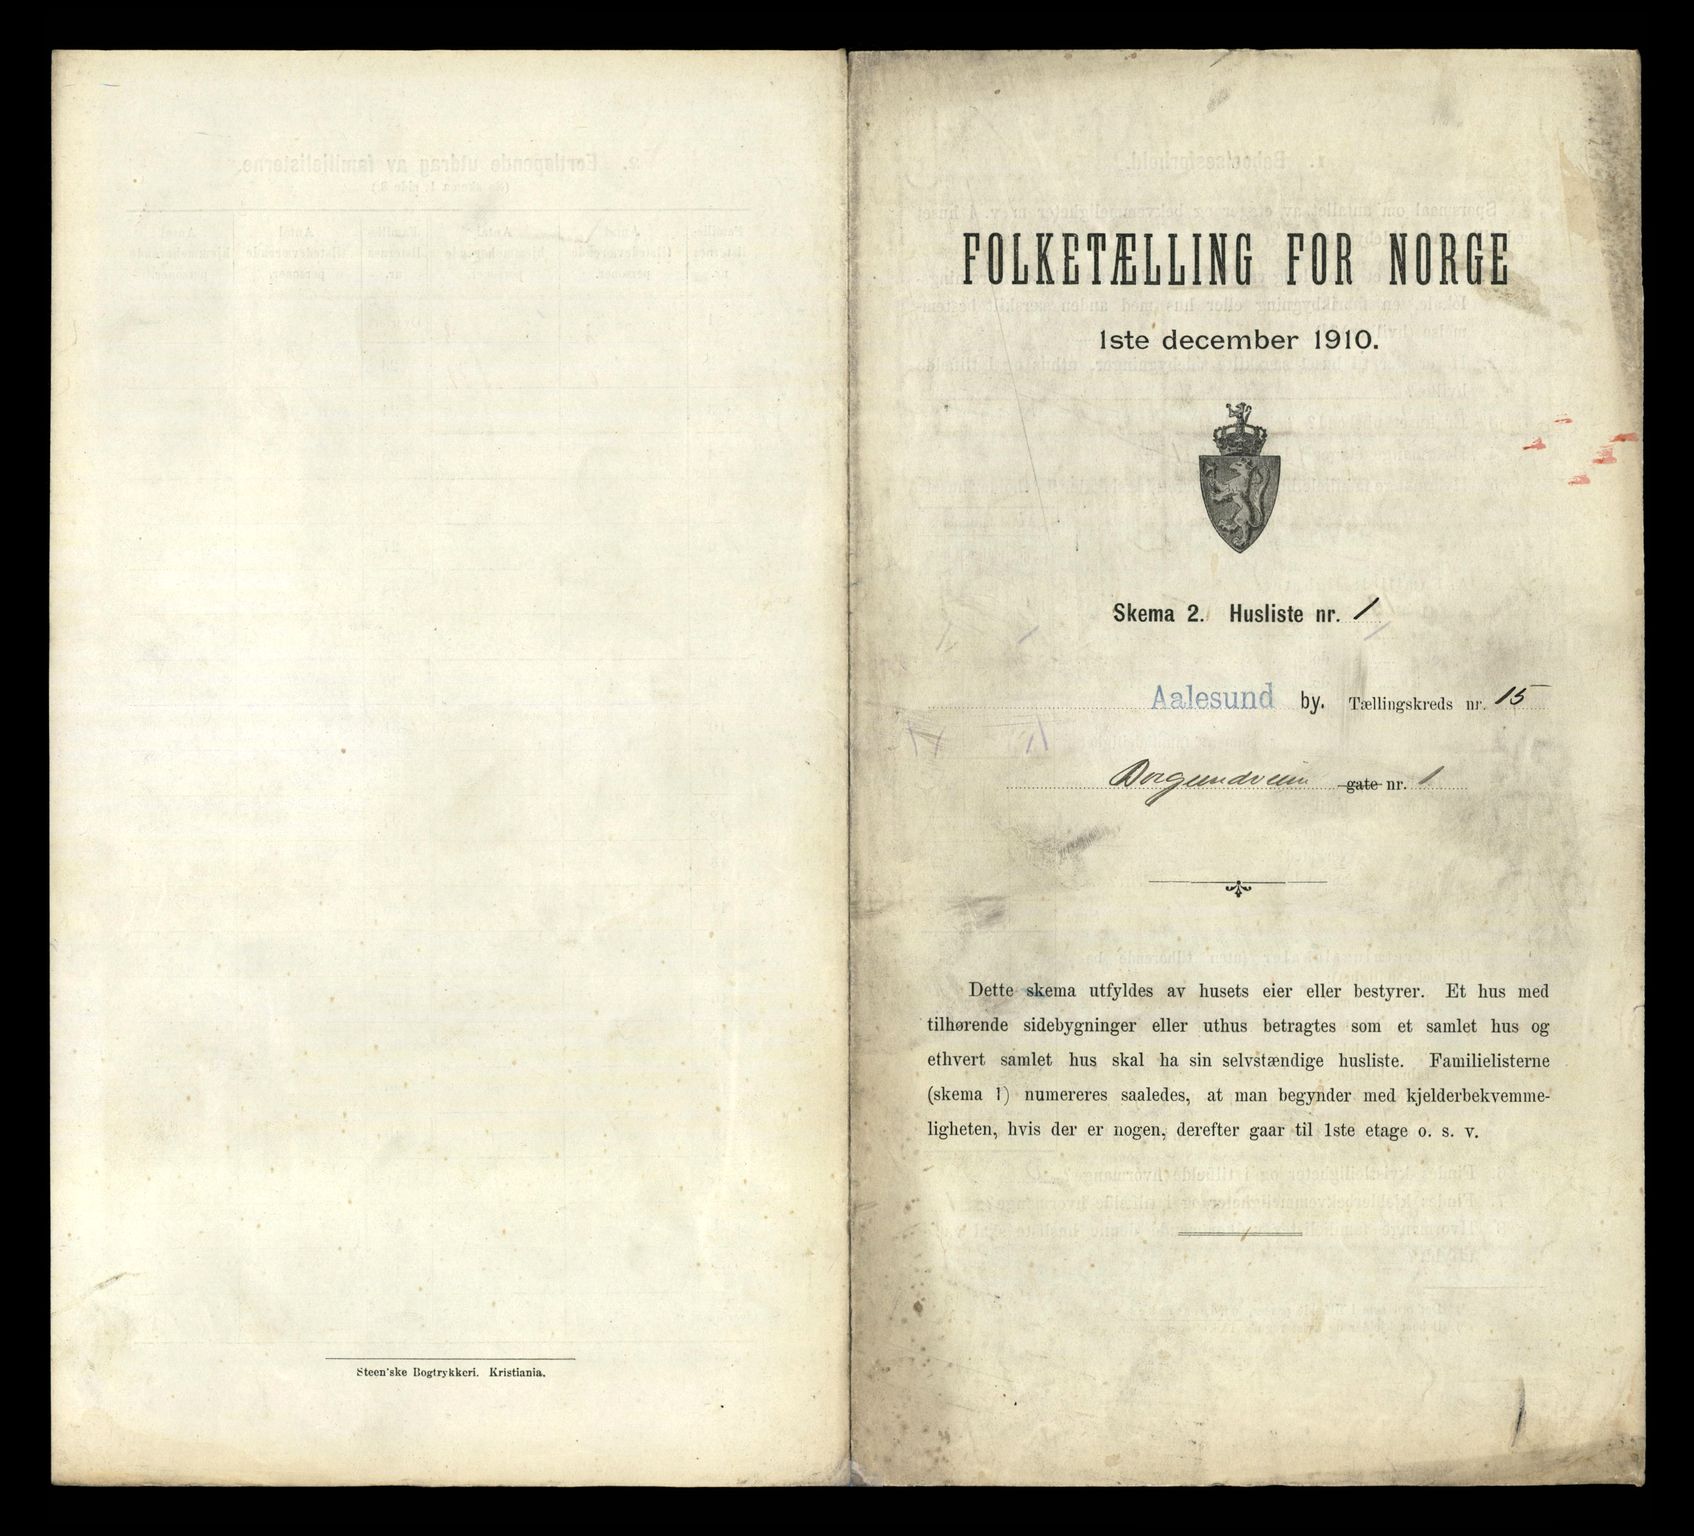 Steen'ske Bogtrykkeri. Kristiania.
FOLKETÆLLING FOR NORGE
1ste december 1910.
Skema 2. Husliste nr. 1
Aalesund by. Tællingskreds nr. 15
Borgundveien gate nr. 1
Dette skema utfyldes av husets eier eller bestyrer. Et hus med
tilhørende sidebygninger eller uthus betragtes som et samlet hus og
ethvert samlet hus skal ha sin selvstændige husliste. Familielisterne
(skema 1) numereres saaledes, at man begynder med kjelderbekvemme-
ligheten, hvis der er nogen, derefter gaar til 1ste etage o. s. v.